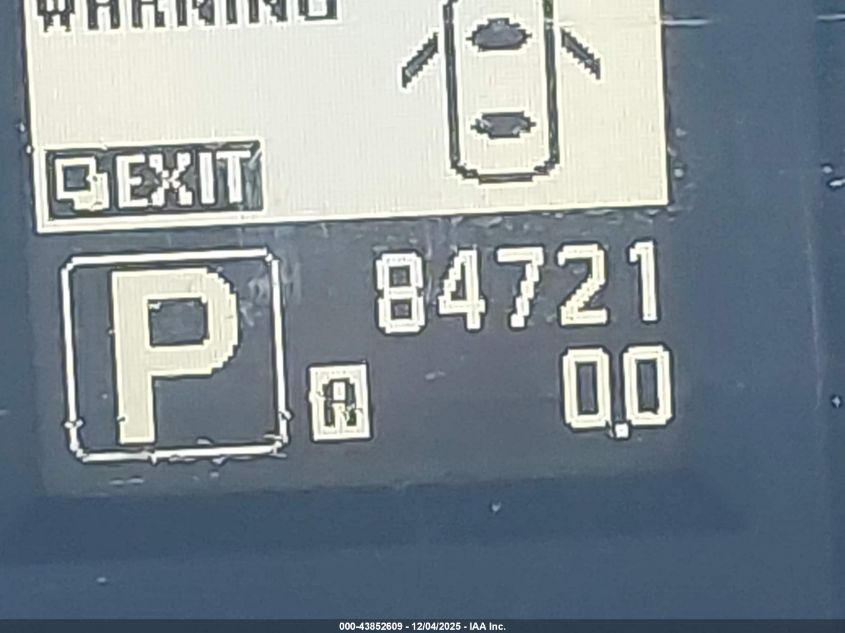 WARNING
EXIT
P
84721
A 0.0
000-43852609 - 12/04/2025 - IAA Inc.